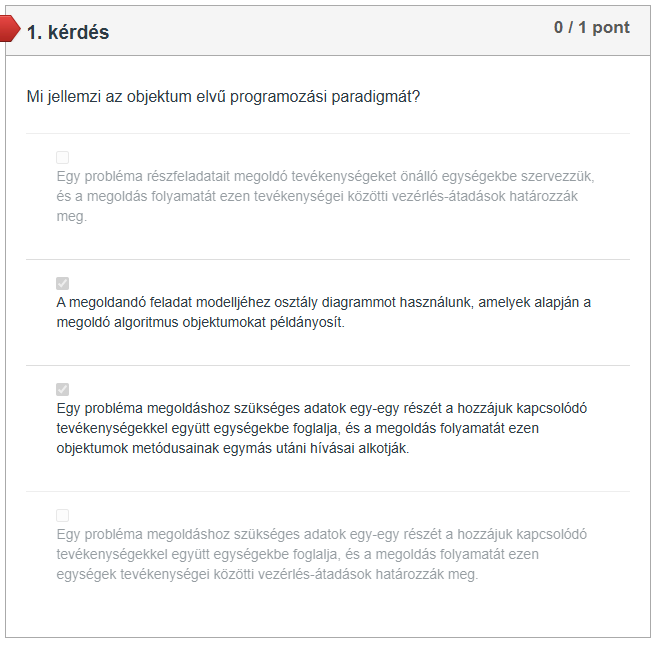 1. kérdés
0 / 1 pont
Mi jellemzi az objektum elvű programozási paradigmát?
Egy probléma részfeladatait megoldó tevékenységeket önálló egységekbe szervezzük,
és a megoldás folyamatát ezen tevékenységei közötti vezérlés-átadások határozzák
meg.
A megoldandó feladat modelljéhez osztály diagrammot használunk, amelyek alapján a
megoldó algoritmus objektumokat példányosít.
Egy probléma megoldáshoz szükséges adatok egy-egy részét a hozzájuk kapcsolódó
tevékenységekkel együtt egységekbe foglalja, és a megoldás folyamatát ezen
objektumok metódusainak egymás utáni hívásai alkotják.
Egy probléma megoldáshoz szükséges adatok egy-egy részét a hozzájuk kapcsolódó
tevékenységekkel együtt egységekbe foglalja, és a megoldás folyamatát ezen
egységek tevékenységei közötti vezérlés-átadások határozzák meg.